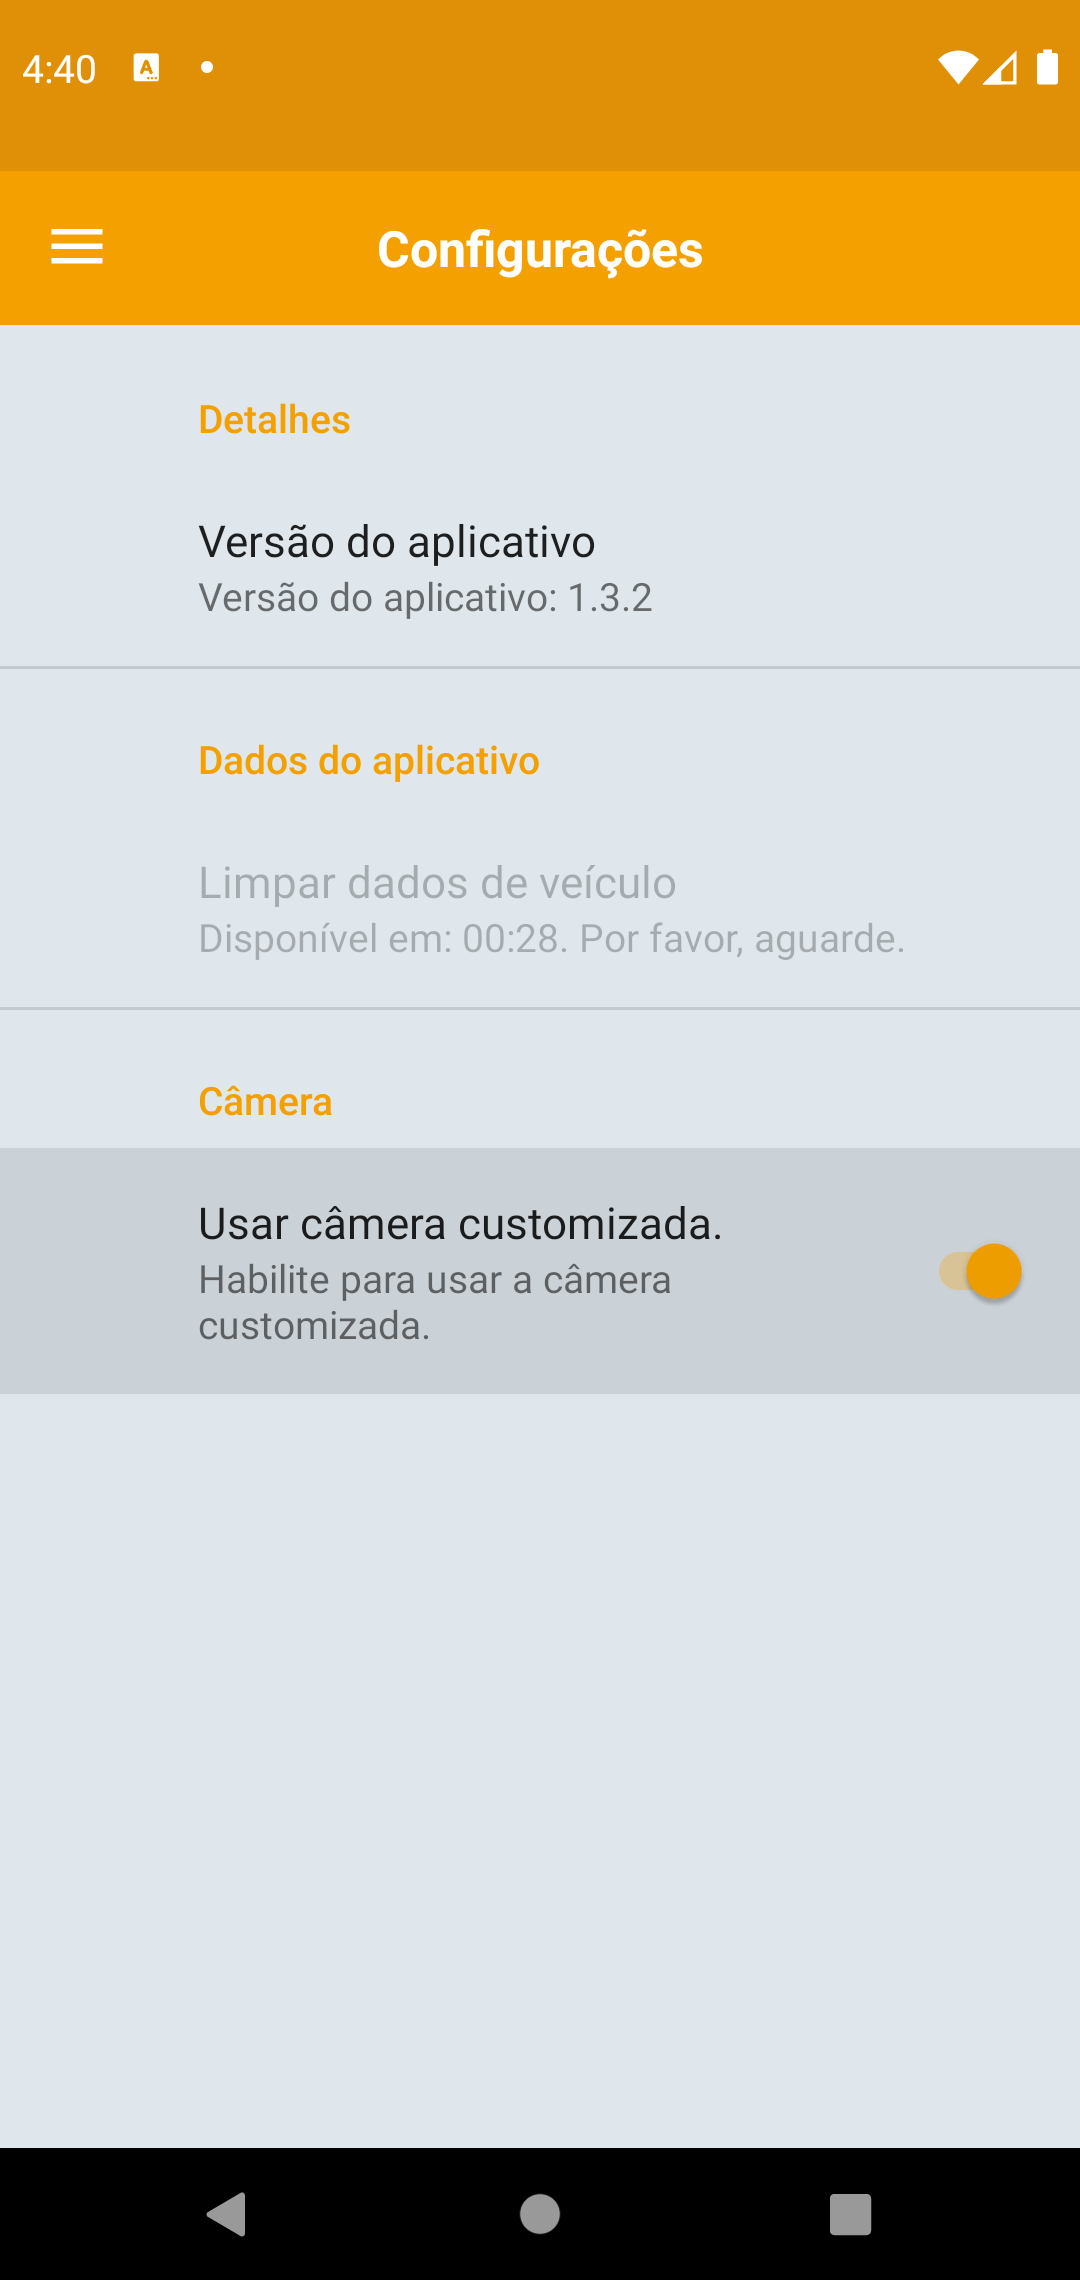 4:40
Configurações
Detalhes
Versão do aplicativo
Versão do aplicativo: 1.3.2
Dados do aplicativo
Limpar dados de veículo
Disponível em: 00:28. Por favor, aguarde.
Câmera
Usar câmera customizada.
Habilite para usar a câmera
customizada.